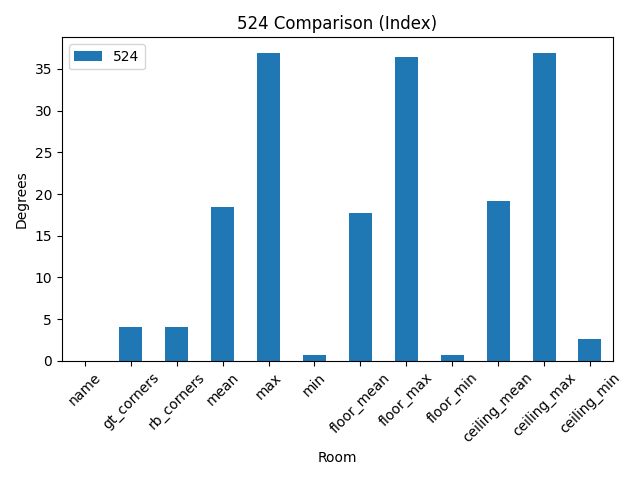 524 Comparison (Index)
524
Degrees
35
30
25
20
15
10
5
0
name
gt_corners
rb_corners
mean
max
min
floor_mean
floor_max
floor_min
ceiling_mean
ceiling_max
ceiling_min
Room